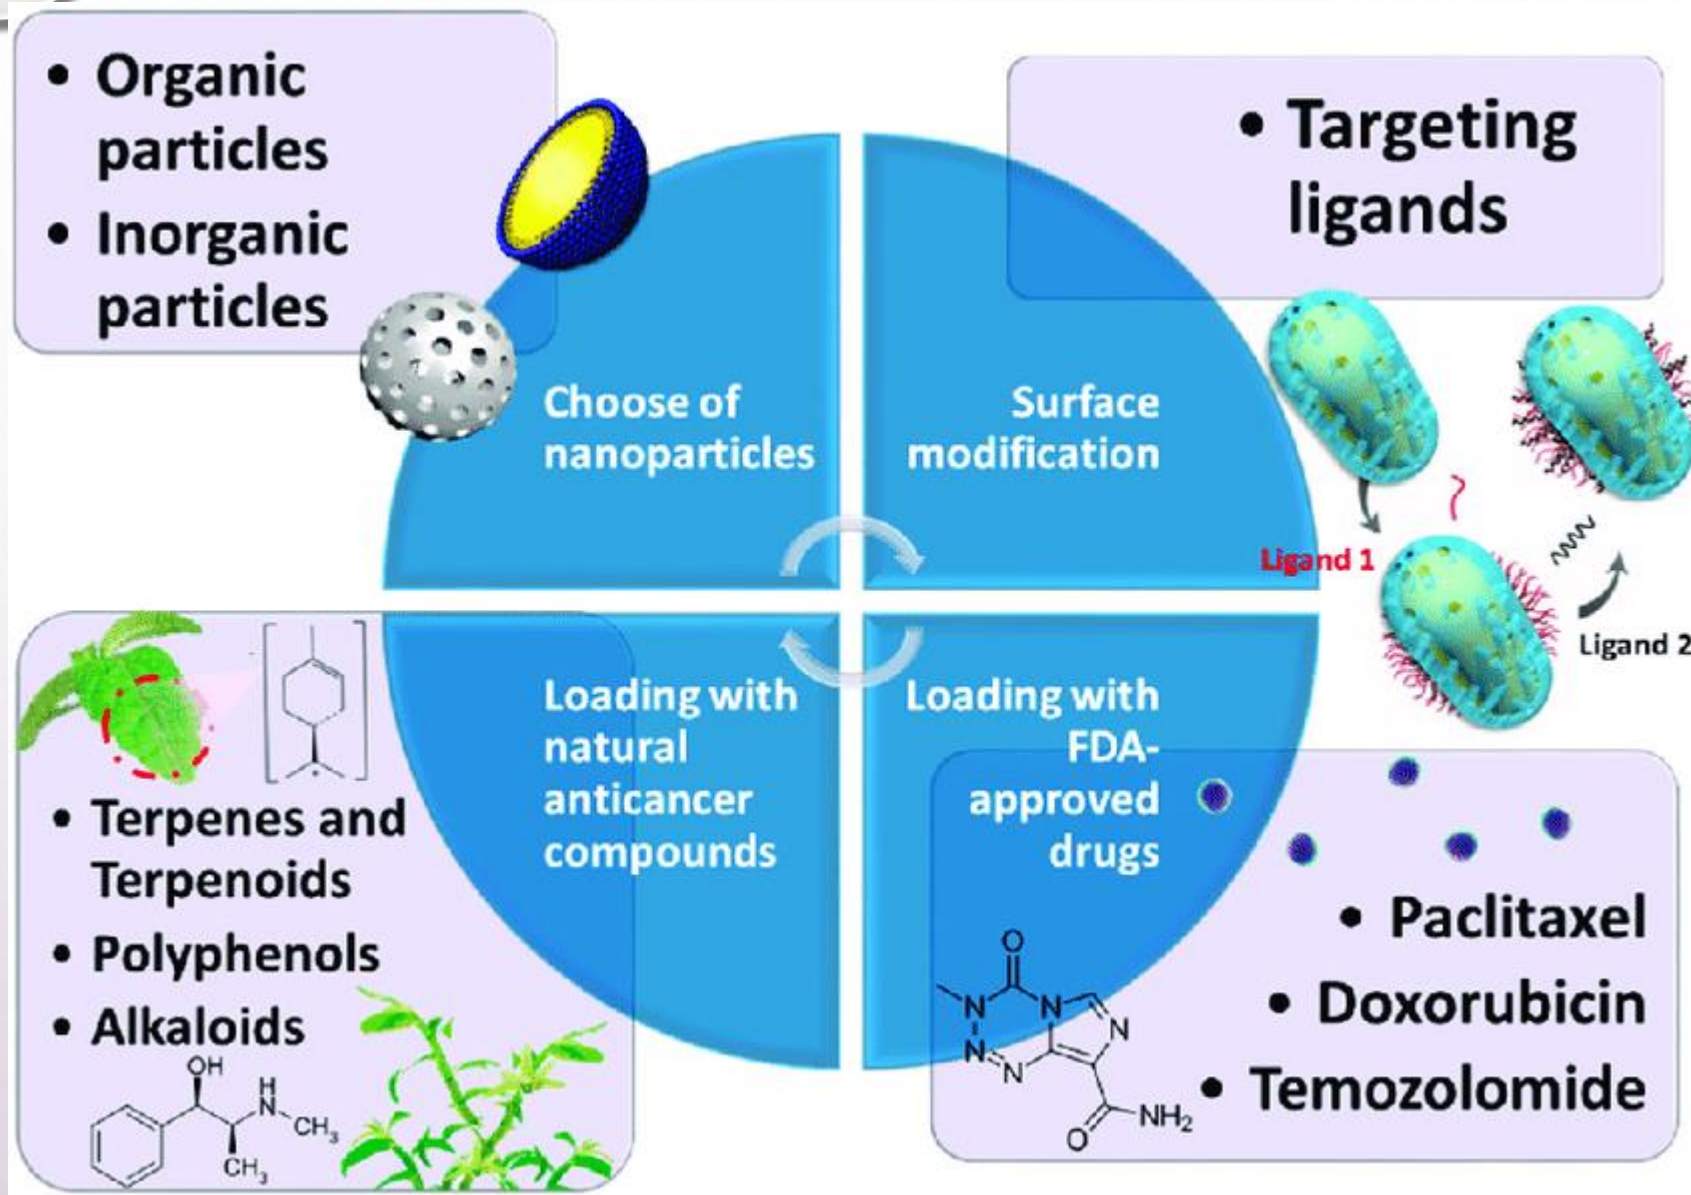 • Organic
particles
• Inorganic
particles
• Targeting
ligands
Choose of
nanoparticles
Surface
modification
Ligand 1
Ligand 2
Loading with
natural
anticancer
compounds
Loading with
FDA-
approved
drugs
• Terpenes and
Terpenoids
• Polyphenols
• Alkaloids
OH
H
N
CH3
CH3
• Paclitaxel
• Doxorubicin
• Temozolomide
O
N
N
N
N
N
O
NH2